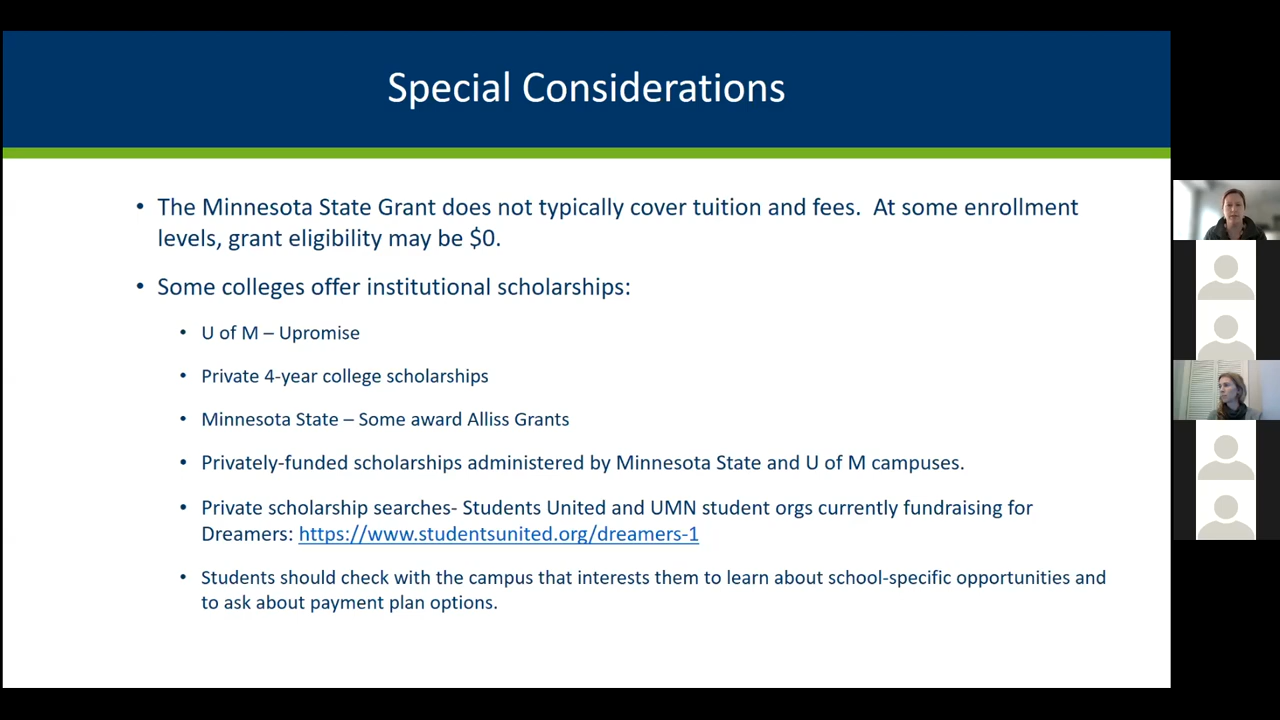 Special Considerations
• The Minnesota State Grant does not typically cover tuition and fees.  At some enrollment
levels, grant eligibility may be $0.
• Some colleges offer institutional scholarships:
• U of M – Upromise
• Private 4-year college scholarships
• Minnesota State – Some award Alliss Grants
• Privately-funded scholarships administered by Minnesota State and U of M campuses.
• Private scholarship searches- Students United and UMN student orgs currently fundraising for
Dreamers: https://www.studentsunited.org/dreamers-1
• Students should check with the campus that interests them to learn about school-specific opportunities and
to ask about payment plan options.